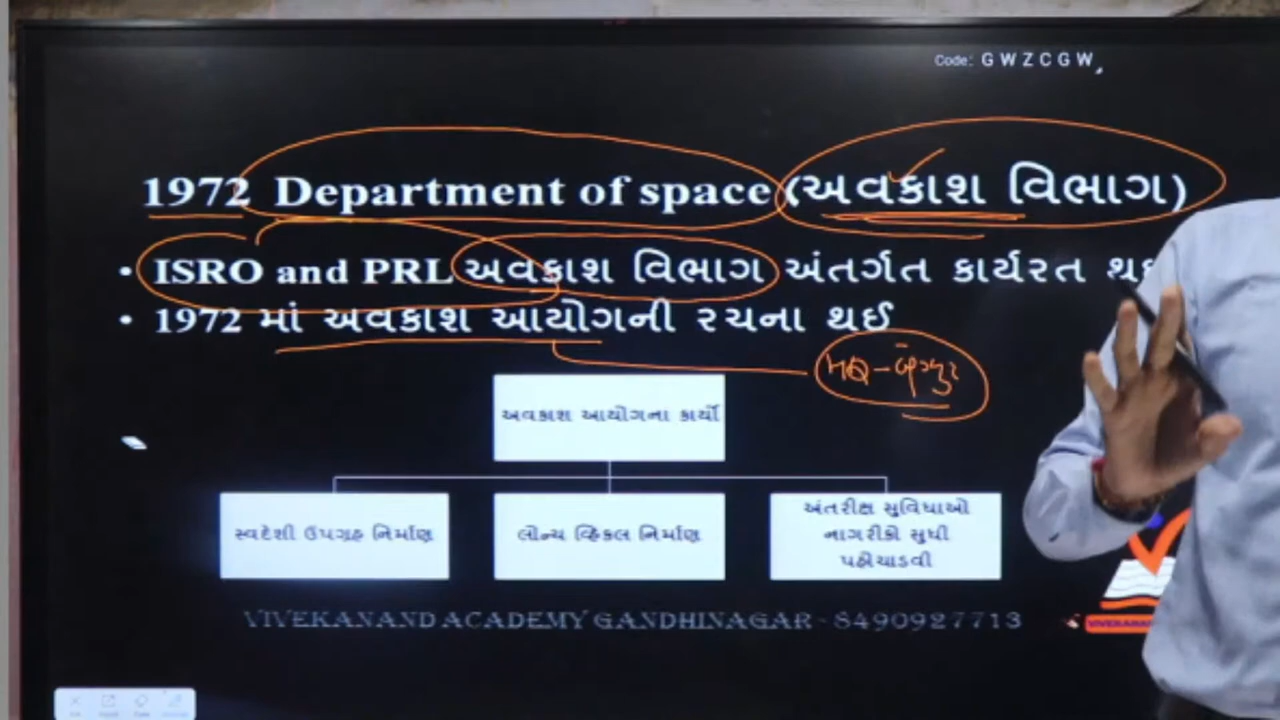 Code: GWZCGW
1972 Department of space (અવકાશ વિભાગ)
• ISRO and PRL અવકાશ વિભાગ અંતર્ગત કાર્યરત
• 1972 માં અવકાશ આયોગની રચના થઈ
અવકાશ આયોગના કાર્યો
સ્વદેશી ઉપગ્રહ નિર્માણ
લોન્ચ વ્હિકલ નિર્માણ
અંતરીક્ષ સુવિધાઓ
નાગરીકો સુધી
પહોચાડવી
VIVEKANAND ACADEMY GANDHINAGAR - 8490927713